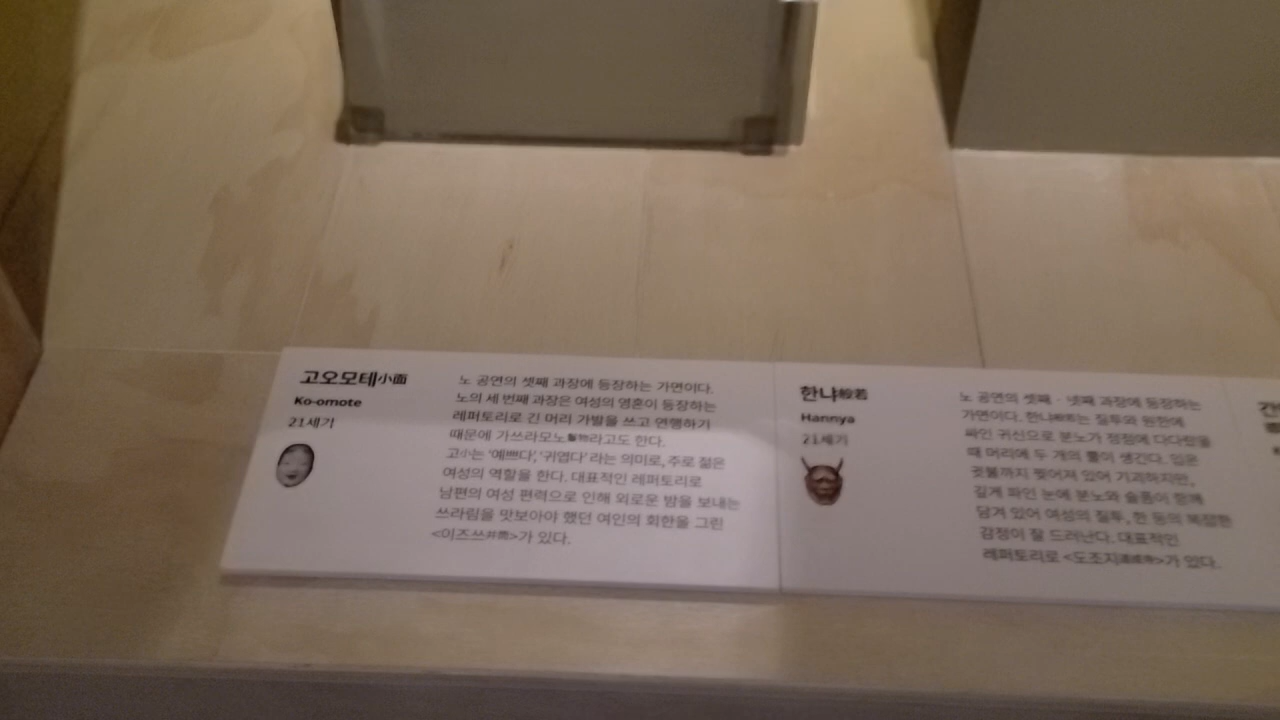 고오모테小面
Ko-omote
21세기
노 공연의 셋째 과장에 등장하는 가면이다.
노의 세 번째 과장은 여성의 영혼이 등장하는
레퍼토리로 긴 머리 가발을 쓰고 연행하기
때문에 가쓰라모노鬘物라고도 한다.
고小는 ‘예쁘다’, ‘귀엽다’ 라는 의미로, 주로 젊은
여성의 역할을 한다. 대표적인 레퍼토리로
남편의 여성 편력으로 인해 외로운 밤을 보내는
쓰라림을 맛보아야 했던 여인의 회한을 그린
<이즈쓰井筒>가 있다.
한냐般若
Hannya
21세기
노 공연의 셋째 · 넷째 과장에 등장하는
가면이다. 한냐般若는 질투와 원한에
싸인 귀신으로 분노가 정점에 다다랐을
때 머리에 두 개의 뿔이 생긴다. 입은
귓불까지 찢어져 있어 기괴하지만,
깊게 파인 눈에 분노와 슬픔이 함께
담겨 있어 여성의 질투, 한 등의 복잡한
감정이 잘 드러난다. 대표적인
레퍼토리로 <도조지道成寺>가 있다.